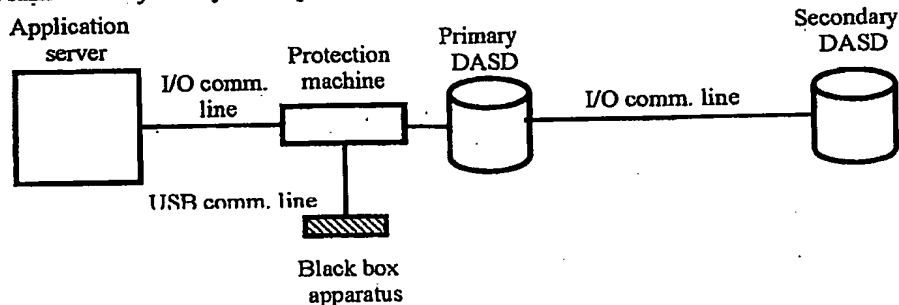 Application
server
I/O comm.
line
Protection
machine
Primary
DASD
I/O comm. line
Secondary
DASD
USB comm. line
Black box
apparatus